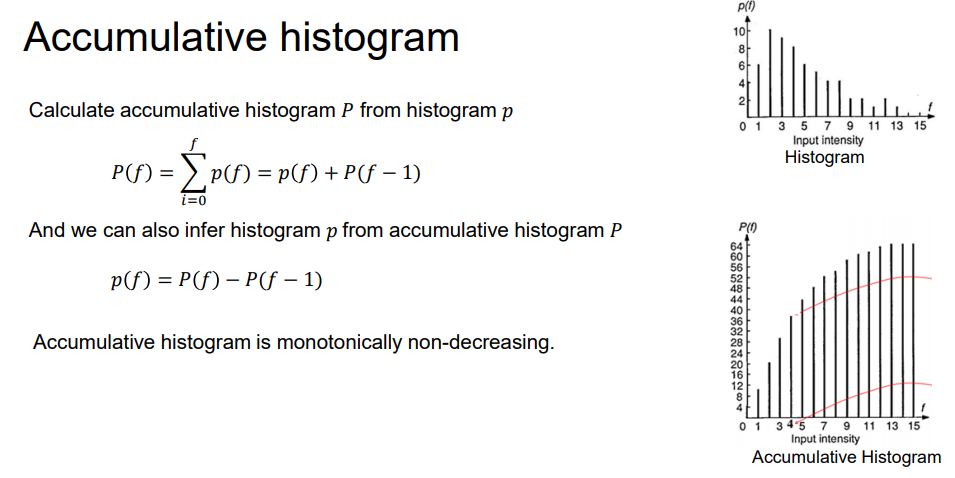 Accumulative histogram
Calculate accumulative histogram P from histogram p
f
P(f) = ∑ p(f) = p(f) + P(f − 1)
i=0
And we can also infer histogram p from accumulative histogram P
p(f) = P(f) − P(f − 1)
Accumulative histogram is monotonically non-decreasing.
p(f)
10
8
6
4
2
f
0 1 3 5 7 9 11 13 15
Input intensity
Histogram
P(f)
64
60
56
52
48
44
40
36
32
28
24
20
16
12
8
4
f
0 1 3 4 5 7 9 11 13 15
Input intensity
Accumulative Histogram